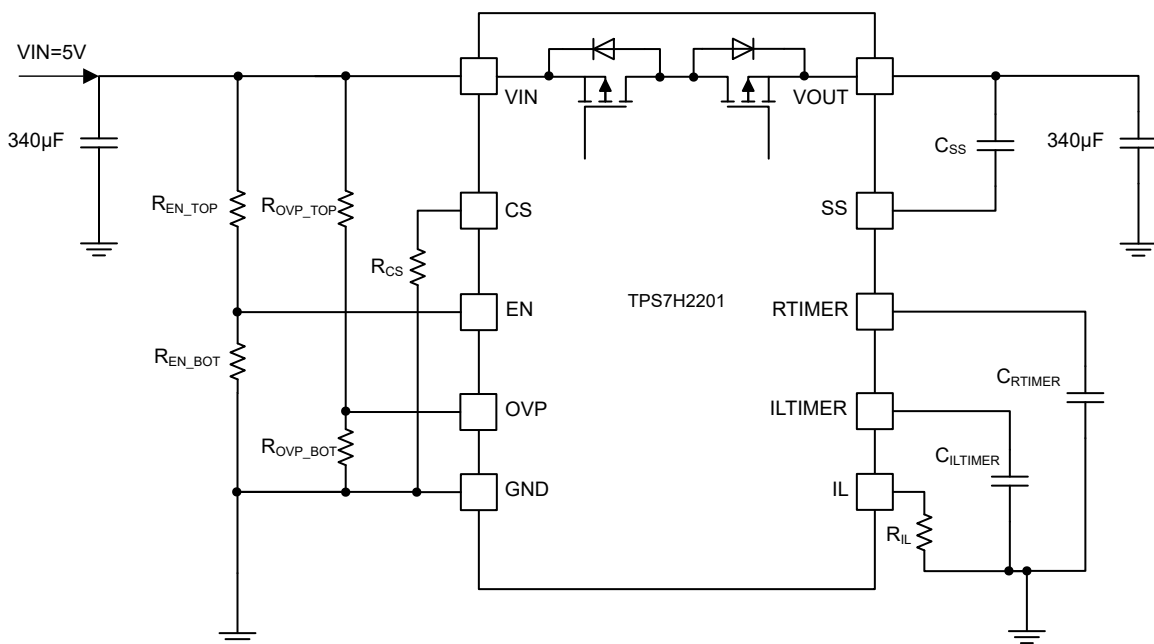 VIN=5V
VIN
VOUT
340µF
C_SS
340µF
R_EN_TOP
R_OVP_TOP
CS
SS
R_CS
TPS7H2201
EN
RTIMER
R_EN_BOT
C_RTIMER
OVP
ILTIMER
R_OVP_BOT
C_ILTIMER
GND
IL
R_IL